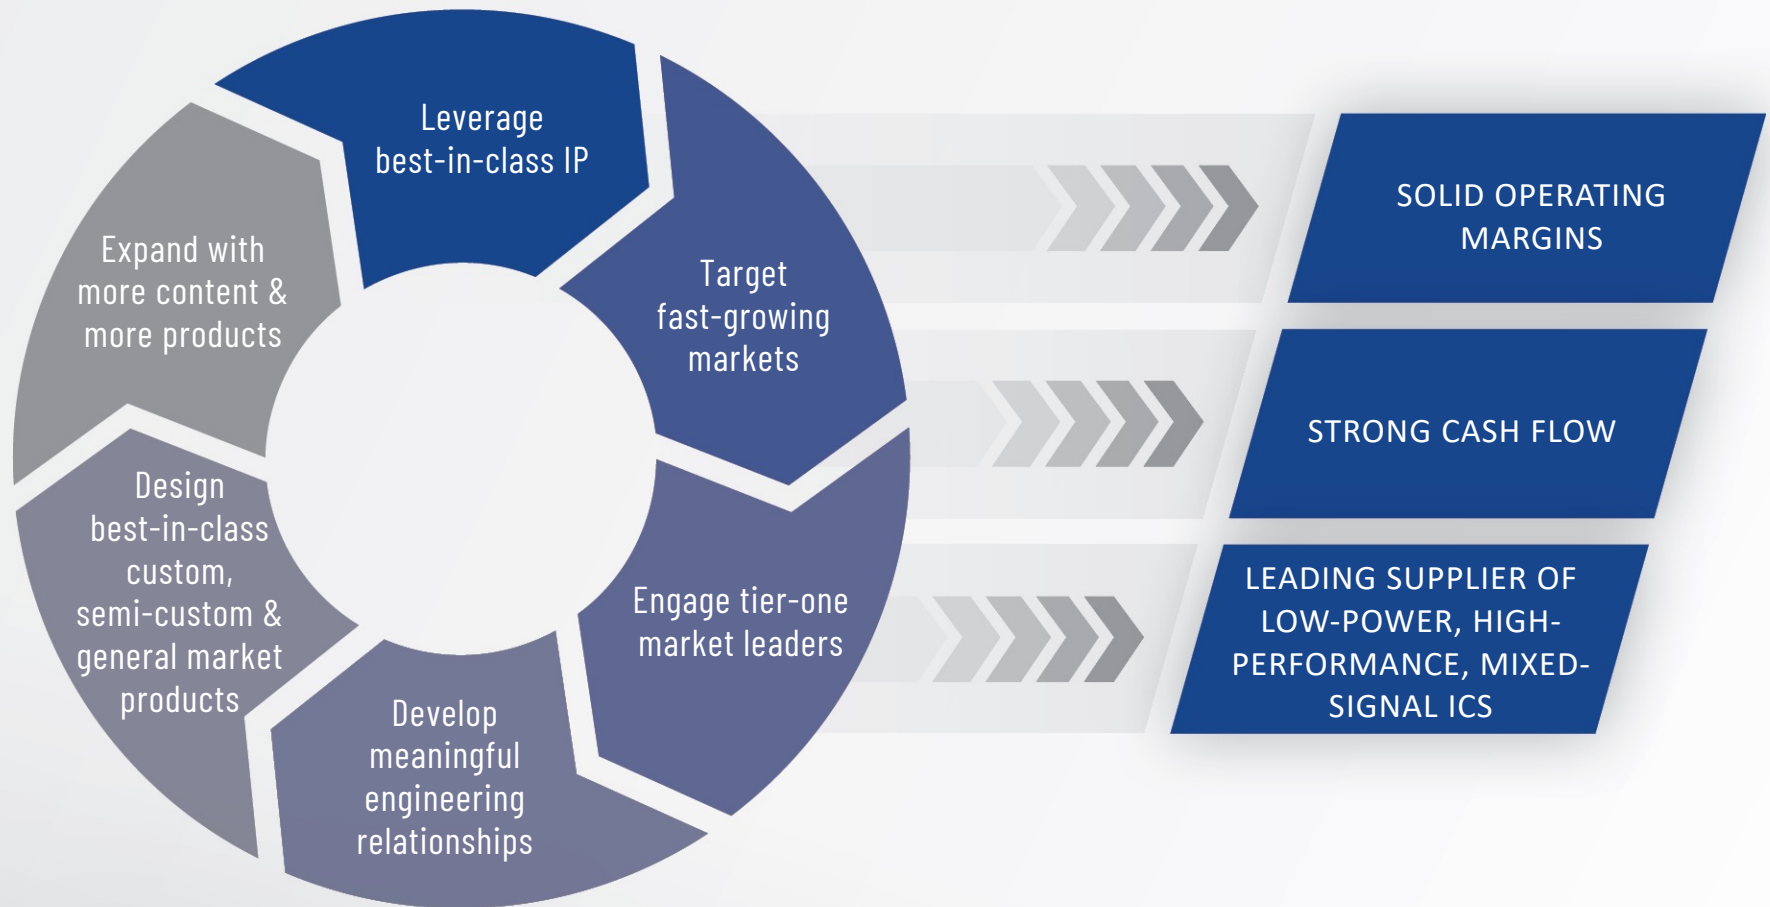 Leverage
best-in-class IP
Target
fast-growing
markets
Engage tier-one
market leaders
Develop
meaningful
engineering
relationships
Design
best-in-class
custom,
semi-custom &
general market
products
Expand with
more content &
more products
SOLID OPERATING
MARGINS
STRONG CASH FLOW
LEADING SUPPLIER OF
LOW-POWER, HIGH-
PERFORMANCE, MIXED-
SIGNAL ICS